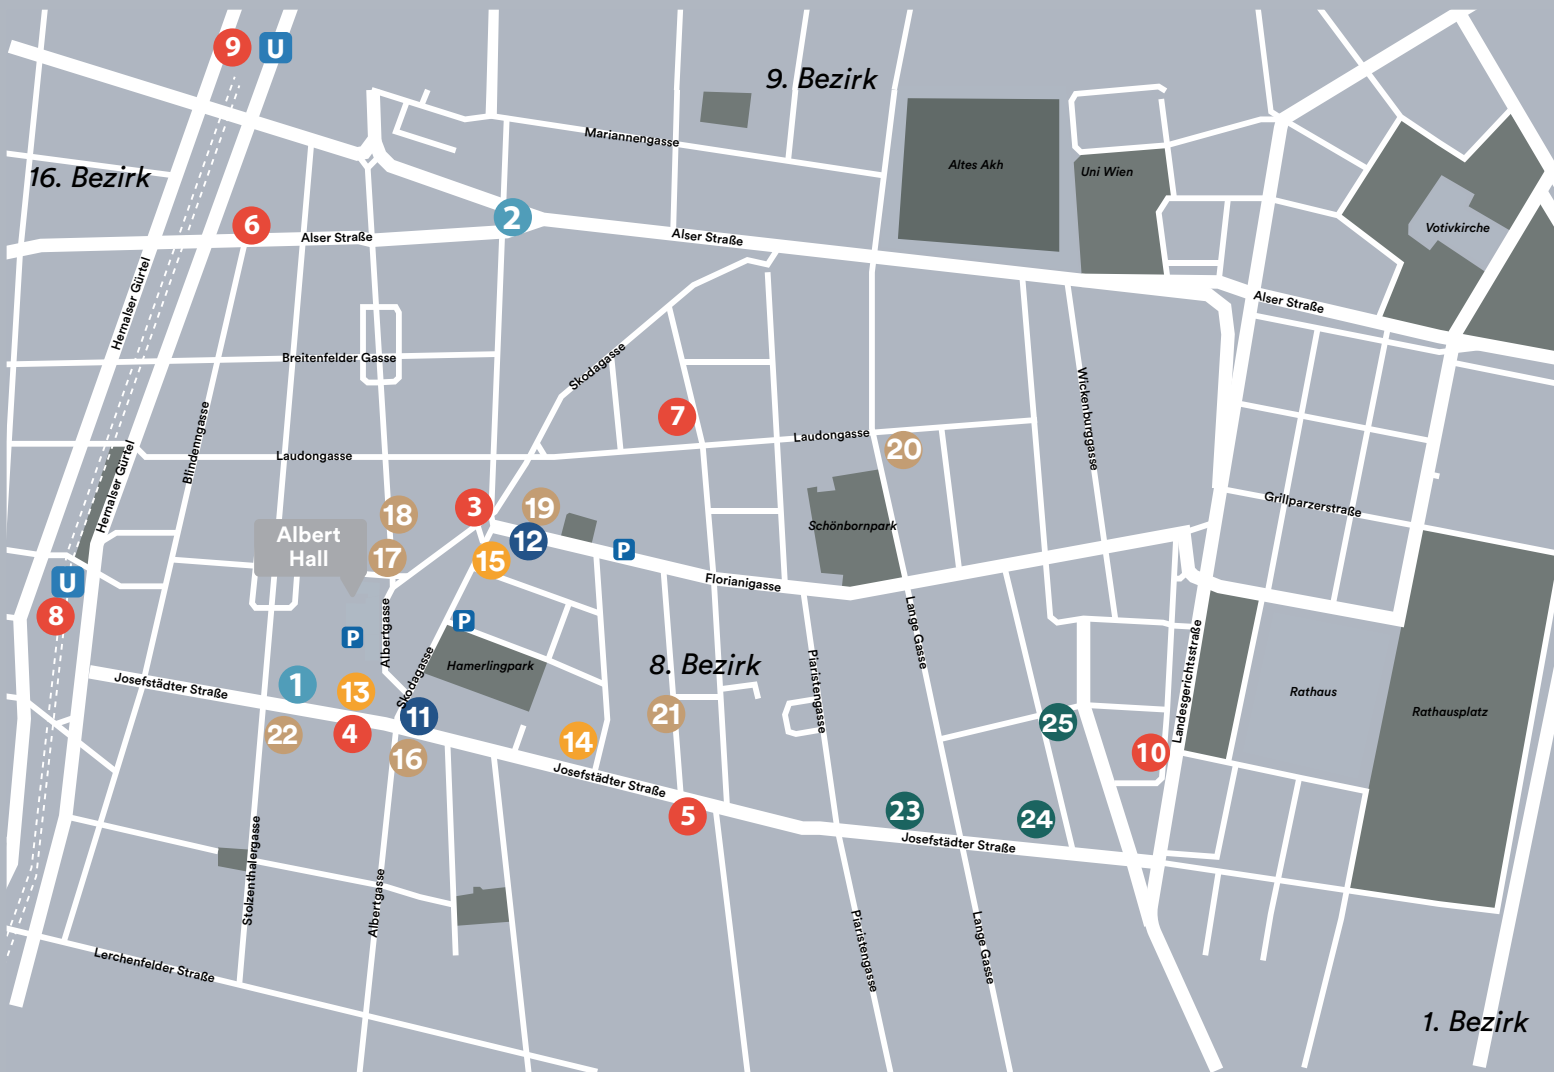 9
U
9. Bezirk
Mariannengasse
Altes Akh
Uni Wien
16. Bezirk
6
2
Alser Straße
Alser Straße
Votivkirche
Hernalser Gürtel
Alser Straße
Breitenfelder Gasse
Skodagasse
Wickenburggasse
7
Blindengasse
Laudongasse
Laudongasse
20
Hernalser Gürtel
Grillparzerstraße
18
3
19
Schönbornpark
Albert
Hall
17
12
15
P
U
Florianigasse
8
P
P
Albertgasse
Lange Gasse
Hamerlingpark
8. Bezirk
Skodagasse
Piaristengasse
Landesgerichtsstraße
Rathaus
Rathausplatz
Josefstädter Straße
1
13
11
21
22
4
14
16
25
10
Josefstädter Straße
5
23
24
Josefstädter Straße
Stolzenthalergasse
Albertgasse
Piaristengasse
Lange Gasse
Lerchenfelder Straße
1. Bezirk